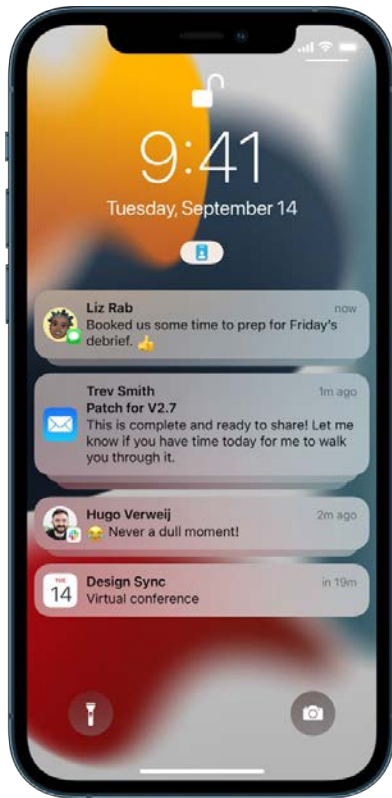 9:41
Tuesday, September 14
Liz Rab now
Booked us some time to prep for Friday's
debrief. 👍
Trev Smith 1m ago
Patch for V2.7
This is complete and ready to share! Let me
know if you have time today for me to walk
you through it.
Hugo Verweij 2m ago
😂 Never a dull moment!
TUE
14
Design Sync in 19m
Virtual conference